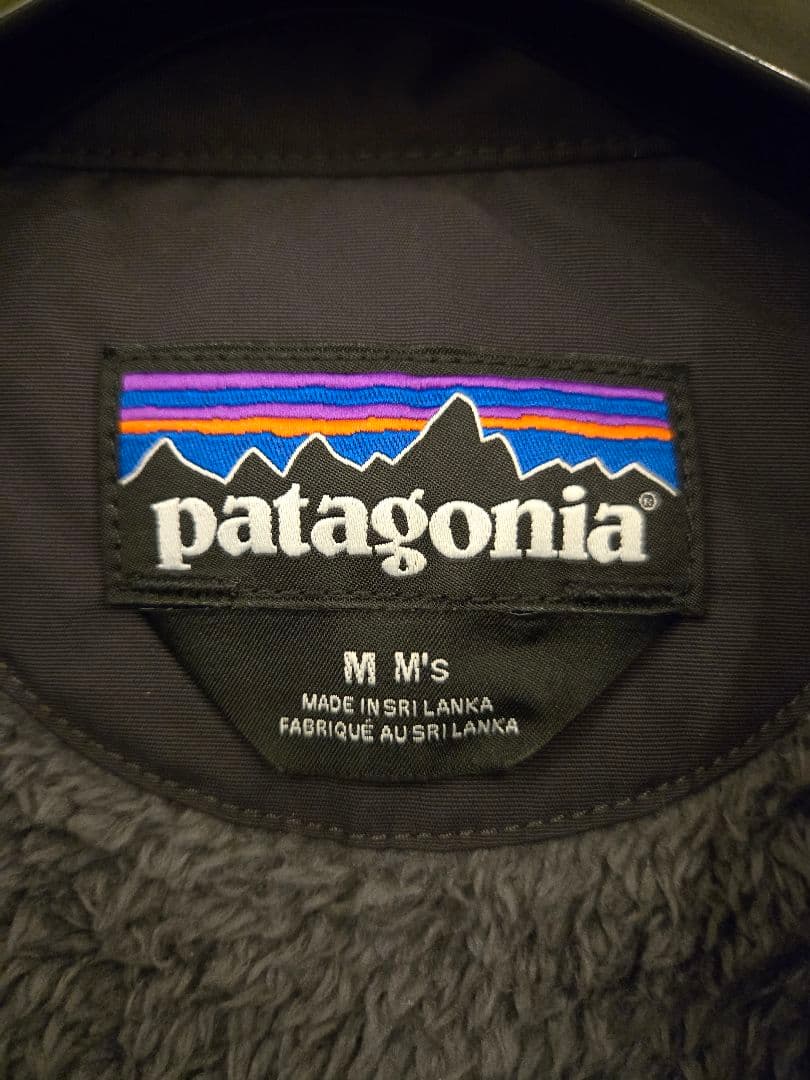 patagonia®
M M's
MADE IN SRI LANKA
FABRIQUÉ AU SRI LANKA